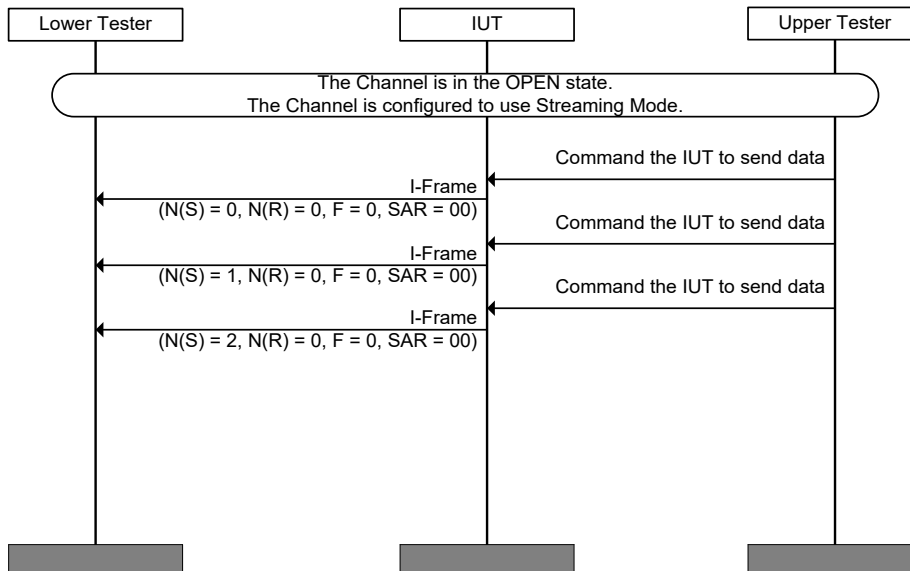 Lower Tester
IUT
Upper Tester
The Channel is in the OPEN state.
The Channel is configured to use Streaming Mode.
Command the IUT to send data
I-Frame
(N(S) = 0, N(R) = 0, F = 0, SAR = 00)
Command the IUT to send data
I-Frame
(N(S) = 1, N(R) = 0, F = 0, SAR = 00)
Command the IUT to send data
I-Frame
(N(S) = 2, N(R) = 0, F = 0, SAR = 00)